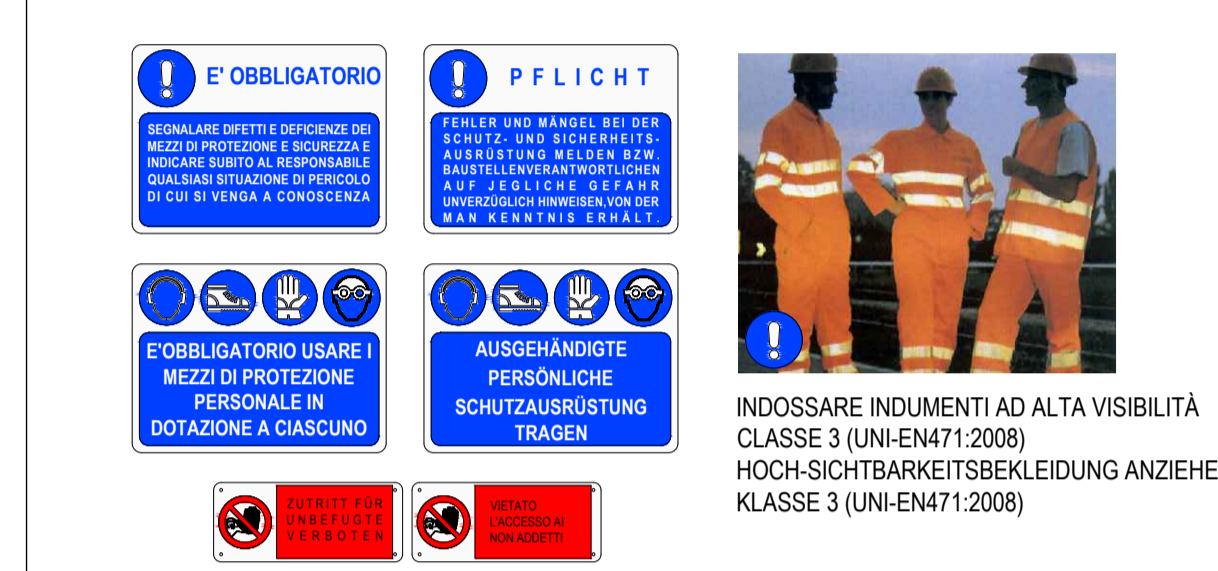 E' OBBLIGATORIO
SEGNALARE DIFETTI E DEFICIENZE DEI
MEZZI DI PROTEZIONE E SICUREZZA E
INDICARE SUBITO AL RESPONSABILE
QUALSIASI SITUAZIONE DI PERICOLO
DI CUI SI VENGA A CONOSCENZA
PFLICHT
FEHLER UND MÄNGEL BEI DER
SCHUTZ- UND SICHERHEITS-
AUSRÜSTUNG MELDEN BZW.
BAUSTELLENVERANTWORTLICHEN
AUF JEGLICHE GEFAHR
UNVERZÜGLICH HINWEISEN,VON DER
MAN KENNTNIS ERHÄLT.
E'OBBLIGATORIO USARE I
MEZZI DI PROTEZIONE
PERSONALE IN
DOTAZIONE A CIASCUNO
AUSGEHÄNDIGTE
PERSÖNLICHE
SCHUTZAUSRÜSTUNG
TRAGEN
ZUTRITT FÜR
UNBEFUGTE
VERBOTEN
VIETATO
L'ACCESSO AI
NON ADDETTI
INDOSSARE INDUMENTI AD ALTA VISIBILITÀ
CLASSE 3 (UNI-EN471:2008)
HOCH-SICHTBARKEITSBEKLEIDUNG ANZIEHE
KLASSE 3 (UNI-EN471:2008)